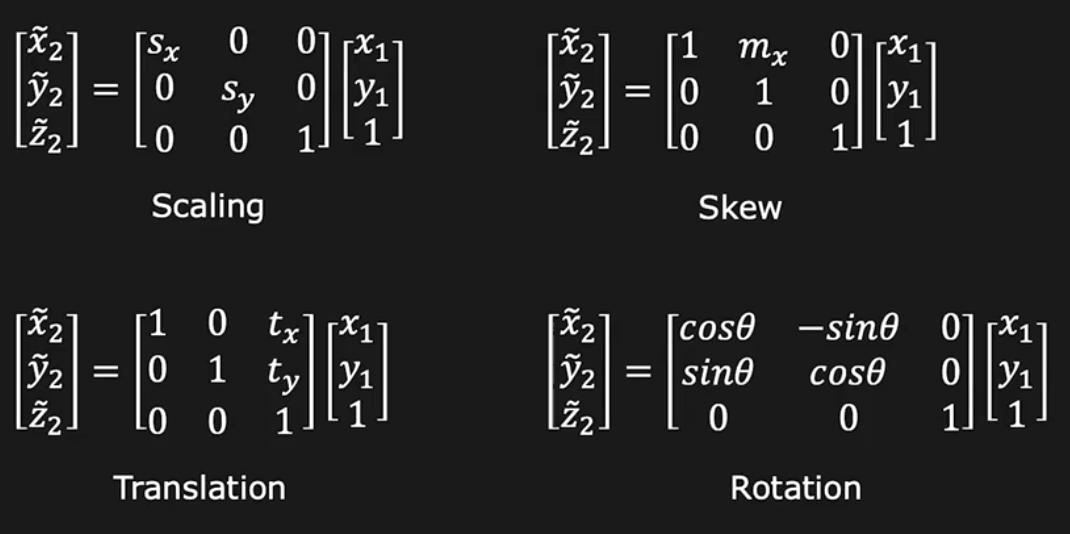 [x̃₂ ỹ₂ z̃₂] = [sₓ 0 0; 0 s_y 0; 0 0 1] [x₁ y₁ 1]
Scaling
[x̃₂ ỹ₂ z̃₂] = [1 mₓ 0; 0 1 0; 0 0 1] [x₁ y₁ 1]
Skew
[x̃₂ ỹ₂ z̃₂] = [1 0 tₓ; 0 1 t_y; 0 0 1] [x₁ y₁ 1]
Translation
[x̃₂ ỹ₂ z̃₂] = [cosθ −sinθ 0; sinθ cosθ 0; 0 0 1] [x₁ y₁ 1]
Rotation